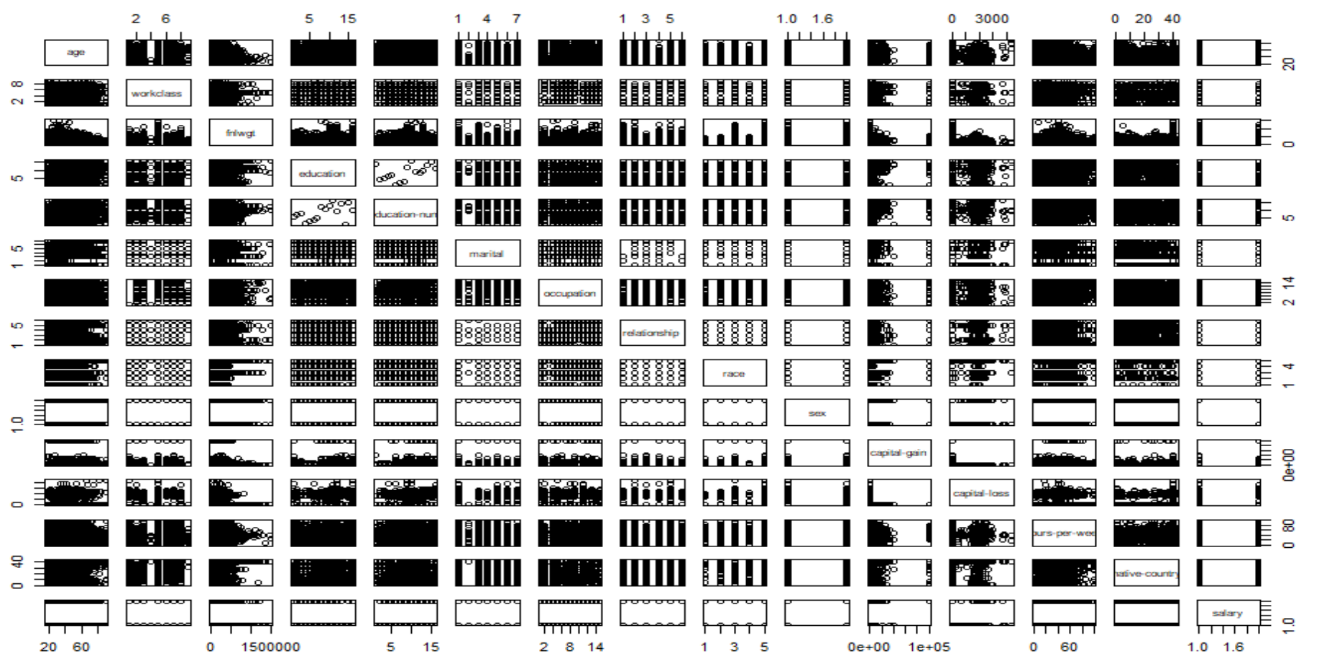 2 6 5 15 1 4 7 1 3 5 1.0 1.6 0 3000 0 20 40
age 20
2 8 workclass
fnlwgt 0
5 education
ducation-nun 5
1 5 marital
occupation 2 14
1 5 relationship
race 1 4
1.0 sex
capital-gain 0e+00
0 capital-loss
ours-per-wee 0 80
0 40 native-country
salary 1.0
20 60 0 1500000 5 15 2 8 14 1 3 5 0e+00 1e+05 0 60 1.0 1.6